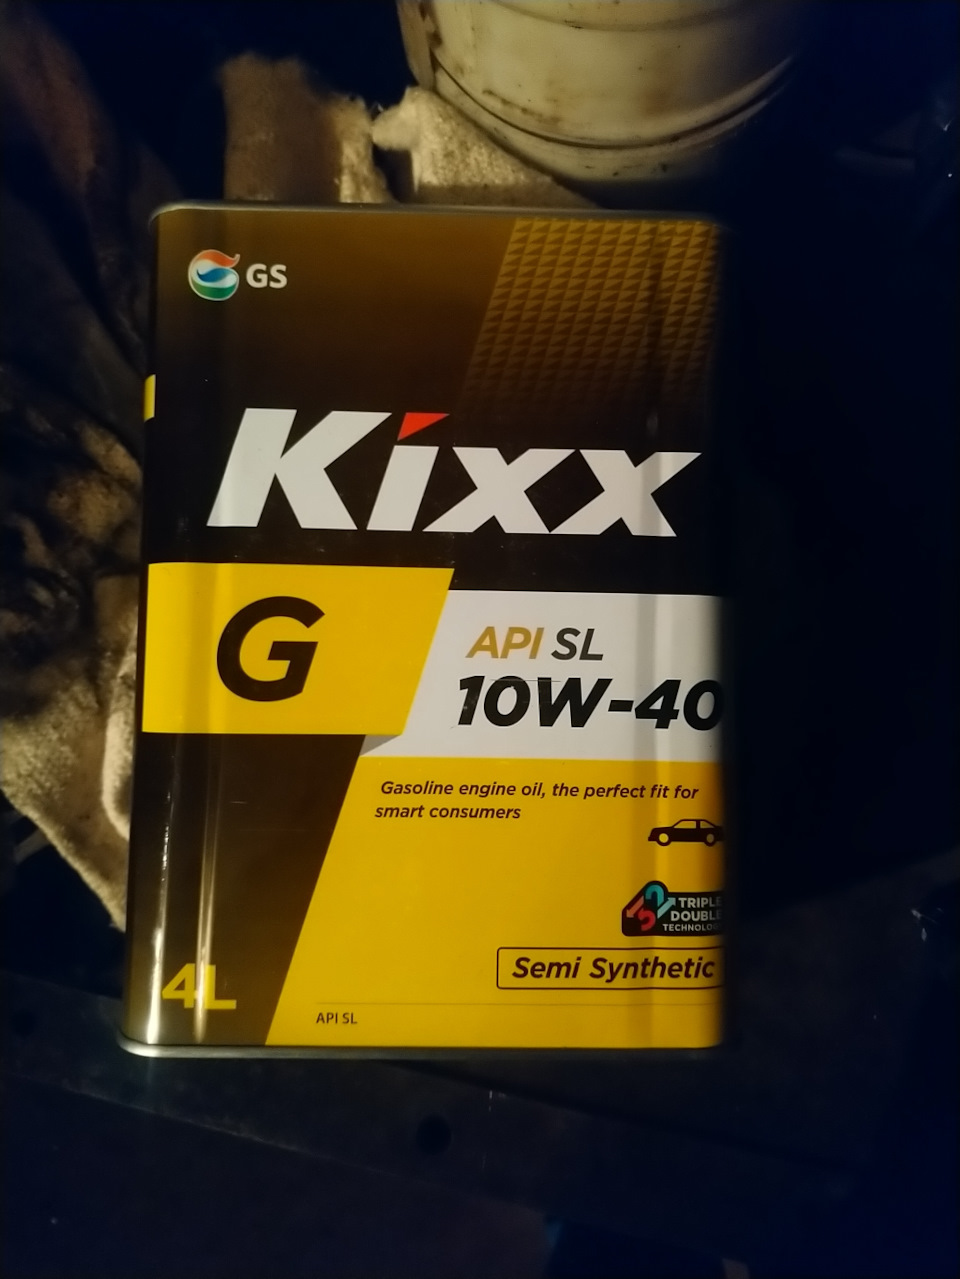 GS
Kixx
G
API SL
10W-40
Gasoline engine oil, the perfect fit for
smart consumers
TRIPLE
DOUBLE
TECHNOLOG
Semi Synthetic
4L
API SL